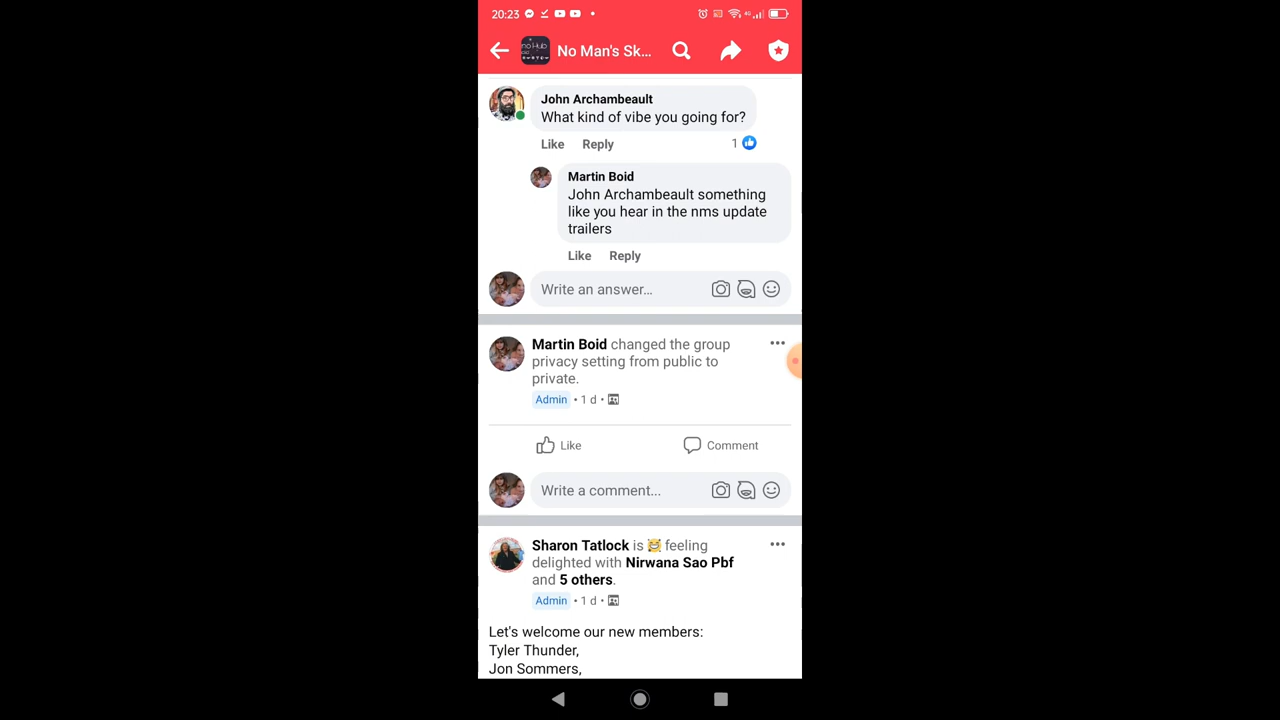 20:23
No Man's Sk...
John Archambeault
What kind of vibe you going for?
Like Reply 1
Martin Boid
John Archambeault something
like you hear in the nms update
trailers
Like Reply
Write an answer...
Martin Boid changed the group
privacy setting from public to
private.
Admin • 1 d •
Like Comment
Write a comment...
Sharon Tatlock is 😹 feeling
delighted with Nirwana Sao Pbf
and 5 others.
Admin • 1 d •
Let's welcome our new members:
Tyler Thunder,
Jon Sommers,